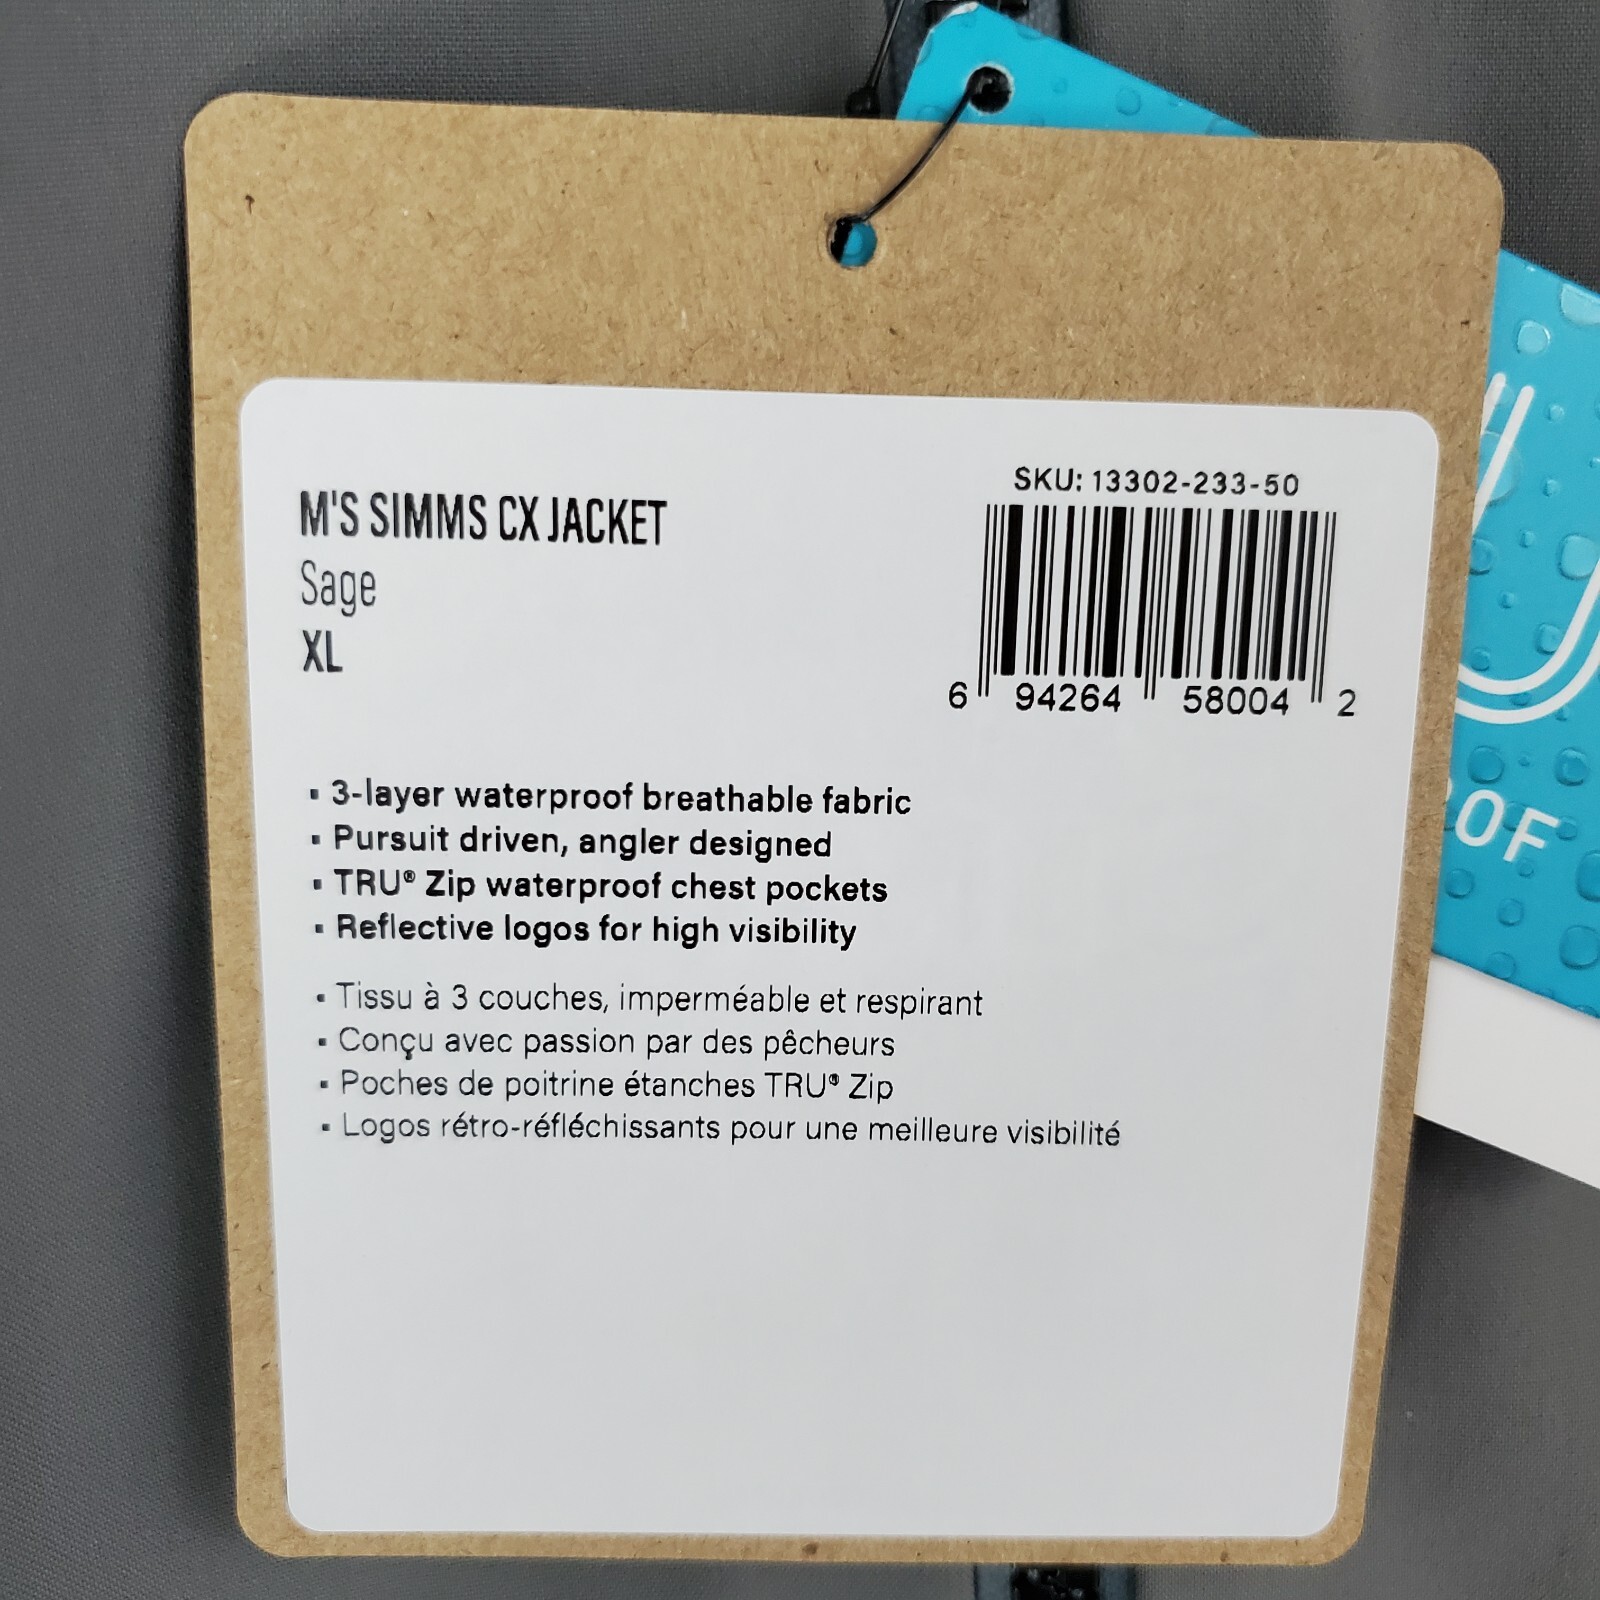 M'S SIMMS CX JACKET
Sage
XL
SKU: 13302-233-50
6 94264 58004 2
▪ 3-layer waterproof breathable fabric
▪ Pursuit driven, angler designed
▪ TRU® Zip waterproof chest pockets
▪ Reflective logos for high visibility
▪ Tissu à 3 couches, imperméable et respirant
▪ Conçu avec passion par des pêcheurs
▪ Poches de poitrine étanches TRU® Zip
▪ Logos rétro-réfléchissants pour une meilleure visibilité